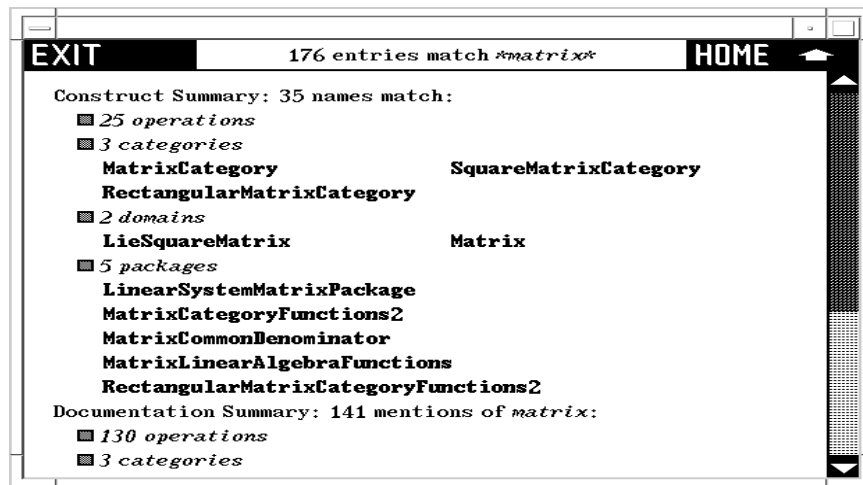 EXIT 176 entries match *matrix* HOME
Construct Summary: 35 names match:
25 operations
3 categories
MatrixCategory SquareMatrixCategory
RectangularMatrixCategory
2 domains
LieSquareMatrix Matrix
5 packages
LinearSystemMatrixPackage
MatrixCategoryFunctions2
MatrixCommonDenominator
MatrixLinearAlgebraFunctions
RectangularMatrixCategoryFunctions2
Documentation Summary: 141 mentions of matrix:
130 operations
3 categories